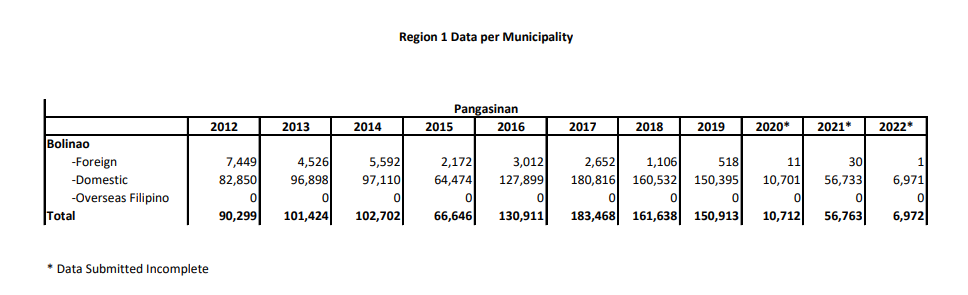 Region 1 Data per Municipality
Pangasinan
2012 2013 2014 2015 2016 2017 2018 2019 2020* 2021* 2022*
Bolinao
-Foreign 7,449 4,526 5,592 2,172 3,012 2,652 1,106 518 11 30 1
-Domestic 82,850 96,898 97,110 64,474 127,899 180,816 160,532 150,395 10,701 56,733 6,971
-Overseas Filipino 0 0 0 0 0 0 0 0 0 0 0
Total 90,299 101,424 102,702 66,646 130,911 183,468 161,638 150,913 10,712 56,763 6,972
* Data Submitted Incomplete